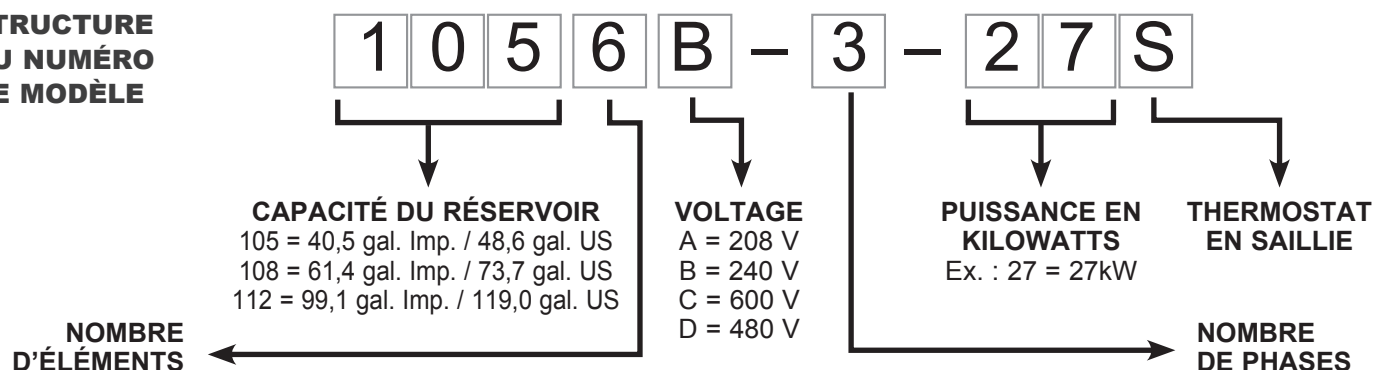 TRUCTURE
U NUMÉRO
E MODÈLE
1 0 5 6 B – 3 – 2 7 S
CAPACITÉ DU RÉSERVOIR
105 = 40,5 gal. Imp. / 48,6 gal. US
108 = 61,4 gal. Imp. / 73,7 gal. US
112 = 99,1 gal. Imp. / 119,0 gal. US
VOLTAGE
A = 208 V
B = 240 V
C = 600 V
D = 480 V
PUISSANCE EN
KILOWATTS
Ex. : 27 = 27kW
THERMOSTAT
EN SAILLIE
NOMBRE
D’ÉLÉMENTS
NOMBRE
DE PHASES